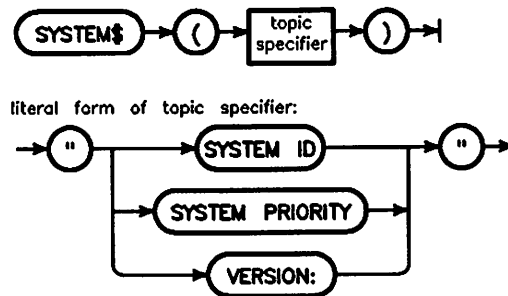 SYSTEM$ ( topic specifier )
literal form of topic specifier:
" SYSTEM ID "
SYSTEM PRIORITY
VERSION: